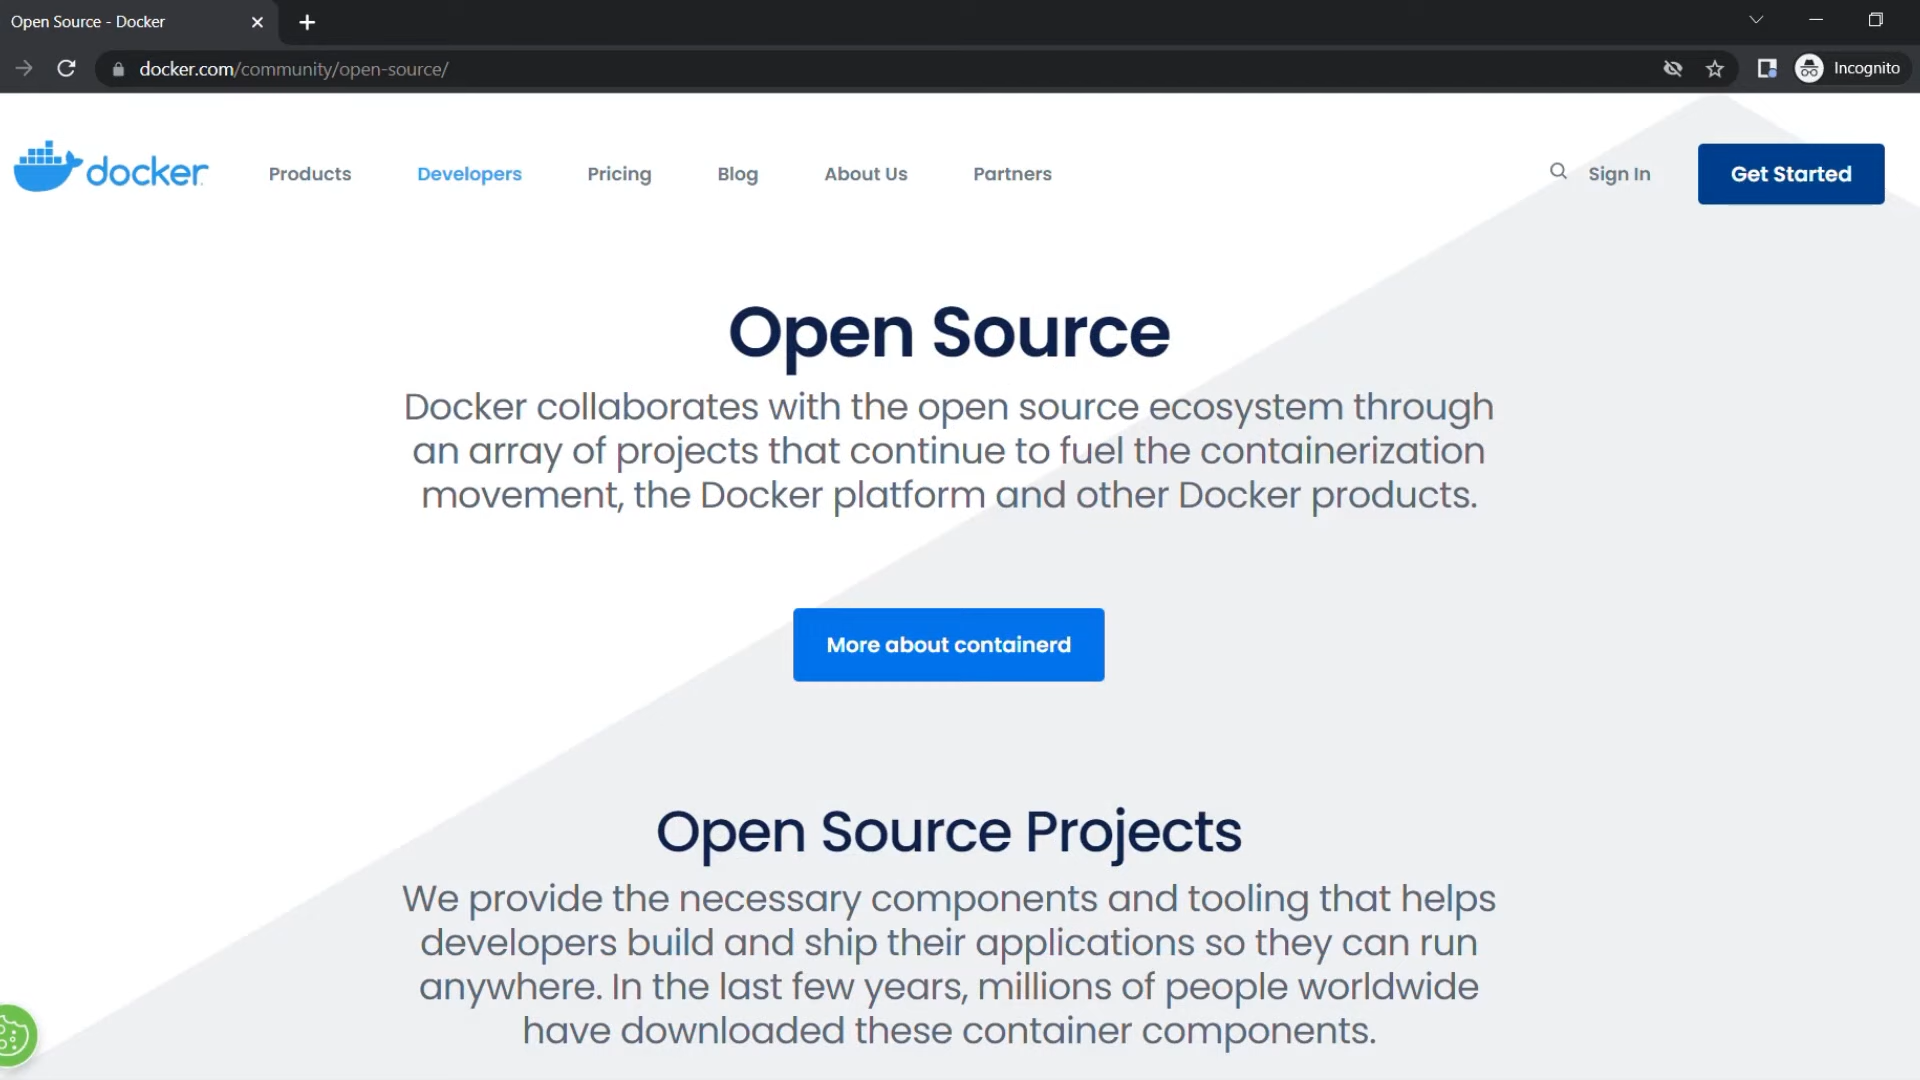 Open Source - Docker
docker.com/community/open-source/
Incognito
docker
Products
Developers
Pricing
Blog
About Us
Partners
Sign In
Get Started
Open Source
Docker collaborates with the open source ecosystem through
an array of projects that continue to fuel the containerization
movement, the Docker platform and other Docker products.
More about containerd
Open Source Projects
We provide the necessary components and tooling that helps
developers build and ship their applications so they can run
anywhere. In the last few years, millions of people worldwide
have downloaded these container components.